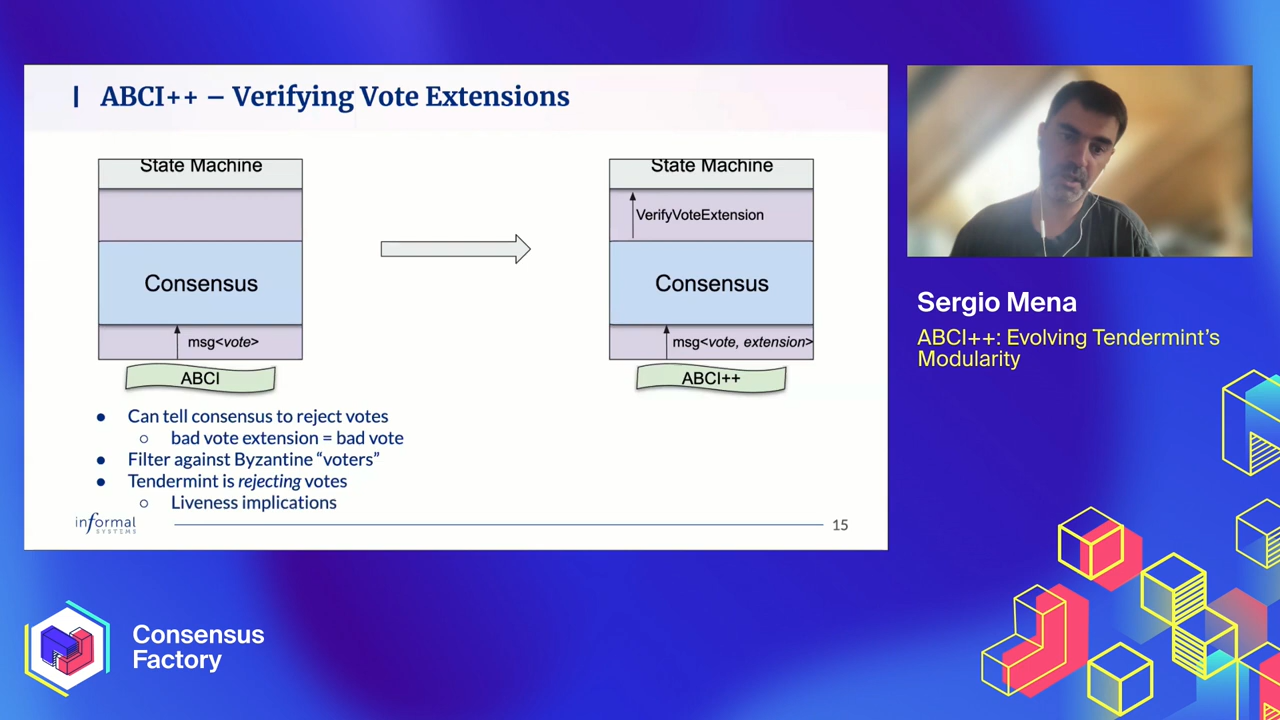 ABCI++ – Verifying Vote Extensions
State Machine
Consensus
msg<vote>
ABCI
State Machine
VerifyVoteExtension
Consensus
msg<vote, extension>
ABCI++
● Can tell consensus to reject votes
○ bad vote extension = bad vote
● Filter against Byzantine “voters”
● Tendermint is rejecting votes
○ Liveness implications
informal
SYSTEMS
15
Sergio Mena
ABCI++: Evolving Tendermint’s
Modularity
Consensus
Factory